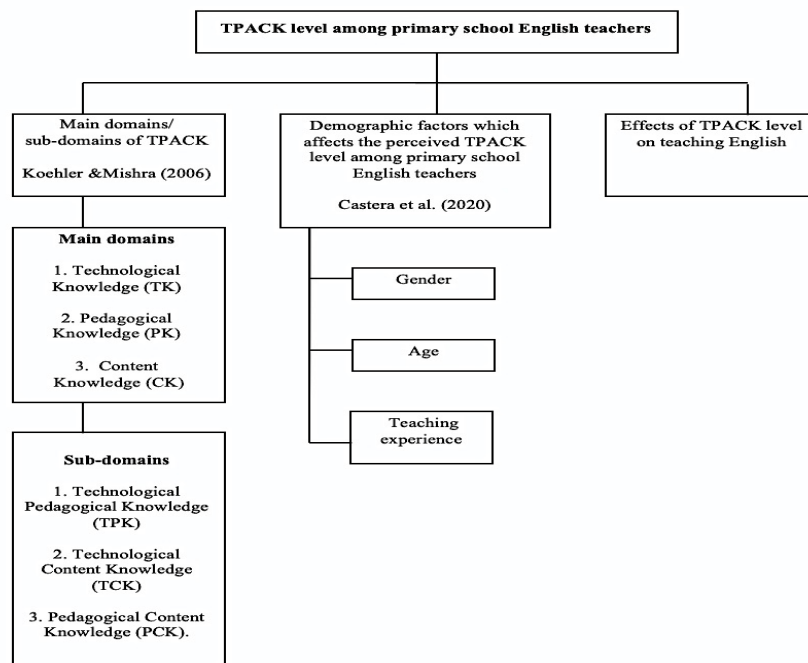 TPACK level among primary school English teachers
Main domains/
sub-domains of TPACK
Koehler &Mishra (2006)
Demographic factors which
affects the perceived TPACK
level among primary school
English teachers
Castera et al. (2020)
Effects of TPACK level
on teaching English
Main domains
1. Technological
Knowledge (TK)
2. Pedagogical
Knowledge (PK)
3. Content
Knowledge (CK)
Gender
Age
Teaching
experience
Sub-domains
1. Technological
Pedagogical Knowledge
(TPK)
2. Technological
Content Knowledge
(TCK)
3. Pedagogical Content
Knowledge (PCK).